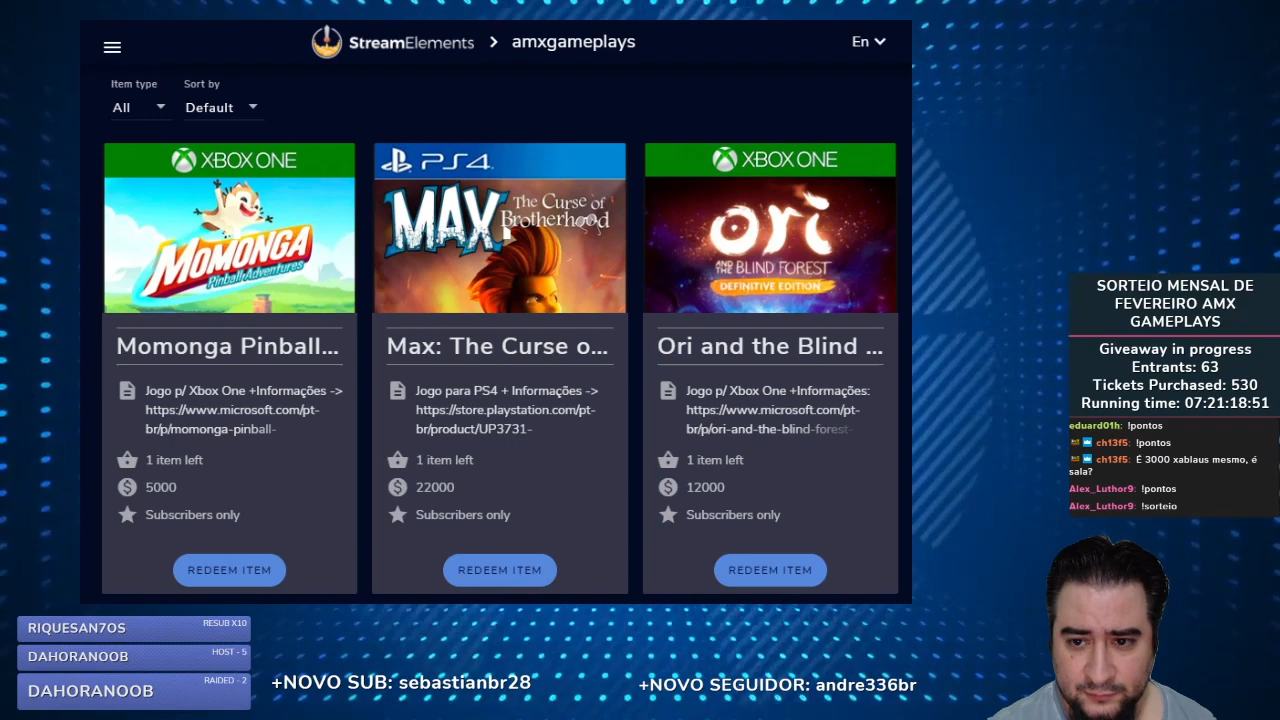 StreamElements > amxgameplays
En
Item type
Sort by
All
Default
XBOX ONE
MOMONGA
Pinball Adventures
Momonga Pinball...
Jogo p/ Xbox One +Informações ->
https://www.microsoft.com/pt-
br/p/momonga-pinball-
1 item left
5000
Subscribers only
REDEEM ITEM
PS4
MAX
The Curse of
Brotherhood
Max: The Curse o...
Jogo para PS4 + Informações ->
https://store.playstation.com/pt-
br/product/UP3731-
1 item left
22000
Subscribers only
REDEEM ITEM
XBOX ONE
ori
AND THE BLIND FOREST
DEFINITIVE EDITION
Ori and the Blind ...
Jogo p/ Xbox One +Informações:
https://www.microsoft.com/pt-
br/p/ori-and-the-blind-forest-
1 item left
12000
Subscribers only
REDEEM ITEM
SORTEIO MENSAL DE
FEVEREIRO AMX
GAMEPLAYS
Giveaway in progress
Entrants: 63
Tickets Purchased: 530
Running time: 07:21:18:51
eduard01h: !pontos
ch13f5: !pontos
ch13f5: É 3000 xablaus mesmo, é
sala?
Alex_Luthor9: !pontos
Alex_Luthor9: !sorteio
RIQUESAN7OS
RESUB X10
DAHORANOOB
HOST - 5
DAHORANOOB
RAIDED - 2
+NOVO SUB: sebastianbr28
+NOVO SEGUIDOR: andre336br